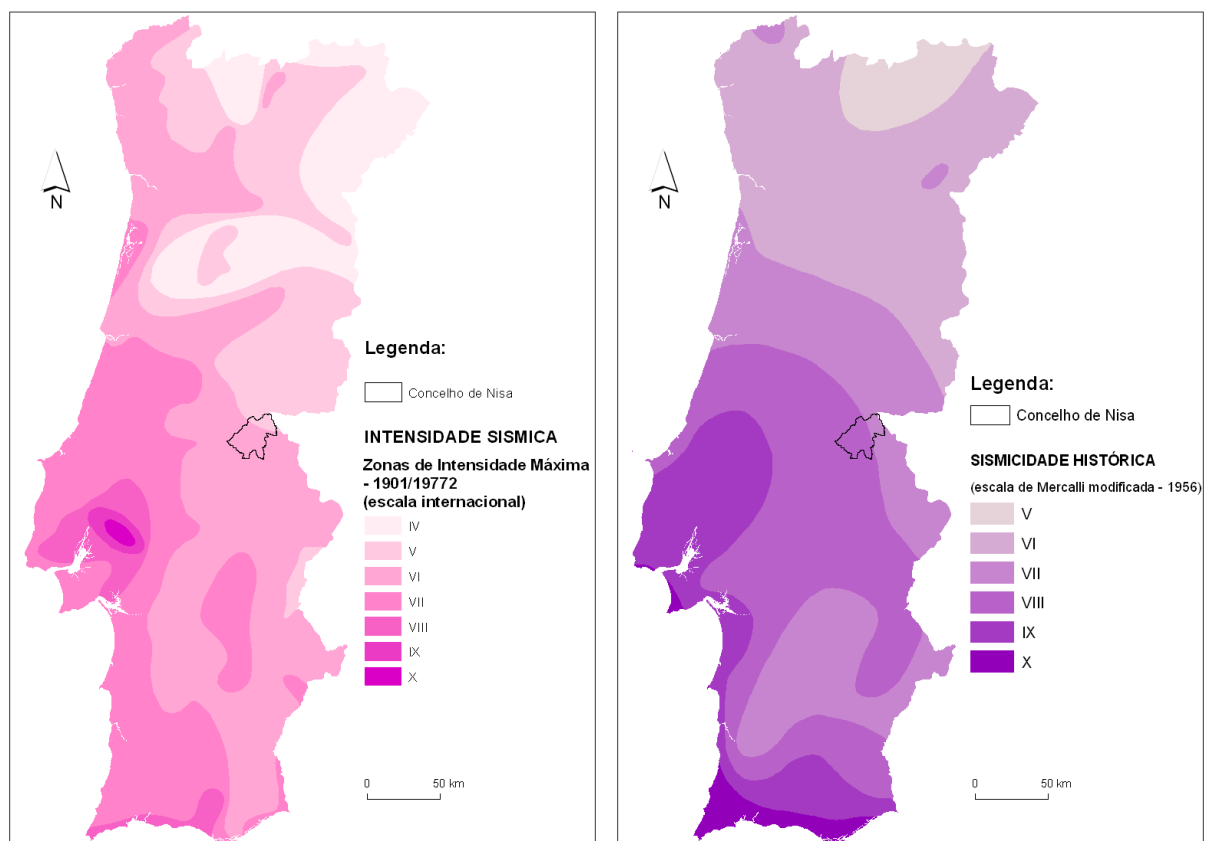 N
Legenda:
Concelho de Nisa
INTENSIDADE SISMICA
Zonas de Intensidade Máxima
- 1901/19772
(escala internacional)
IV
V
VI
VII
VIII
IX
X
0 50 km
N
Legenda:
Concelho de Nisa
SISMICIDADE HISTÓRICA
(escala de Mercalli modificada - 1956)
V
VI
VII
VIII
IX
X
0 50 km